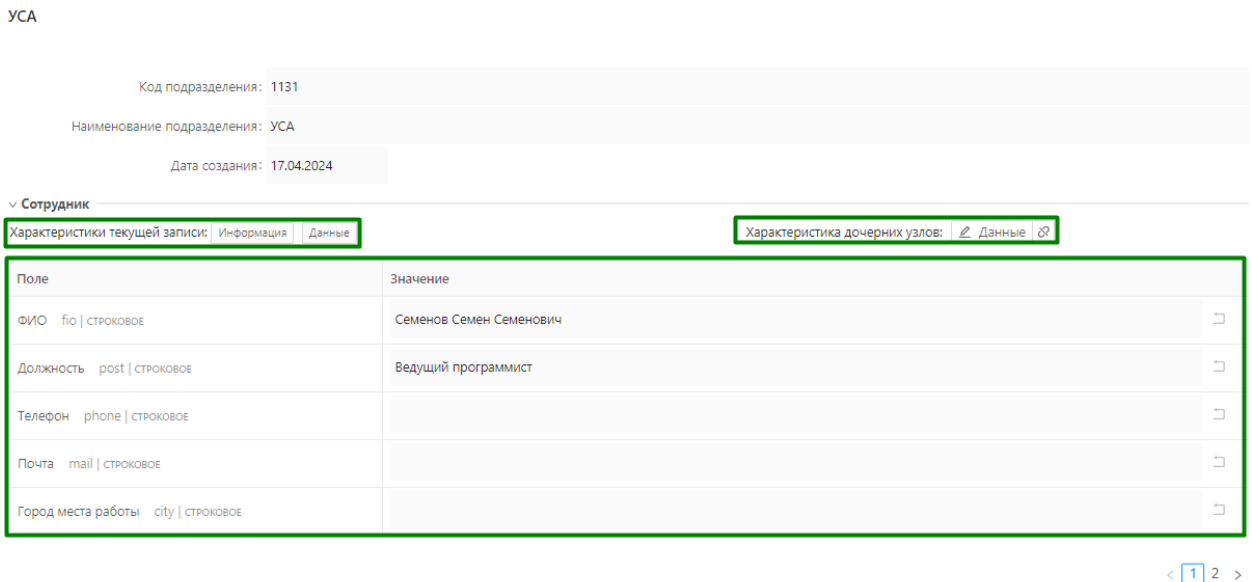 УСА
Код подразделения: 1131
Наименование подразделения: УСА
Дата создания: 17.04.2024
Сотрудник
Характеристики текущей записи: Информация Данные Характеристика дочерних узлов: Данные
Поле Значение
ФИО fio | СТРОКОВОЕ Семенов Семен Семенович
Должность post | СТРОКОВОЕ Ведущий программист
Телефон phone | СТРОКОВОЕ
Почта mail | СТРОКОВОЕ
Город места работы city | СТРОКОВОЕ
< 1 2 >